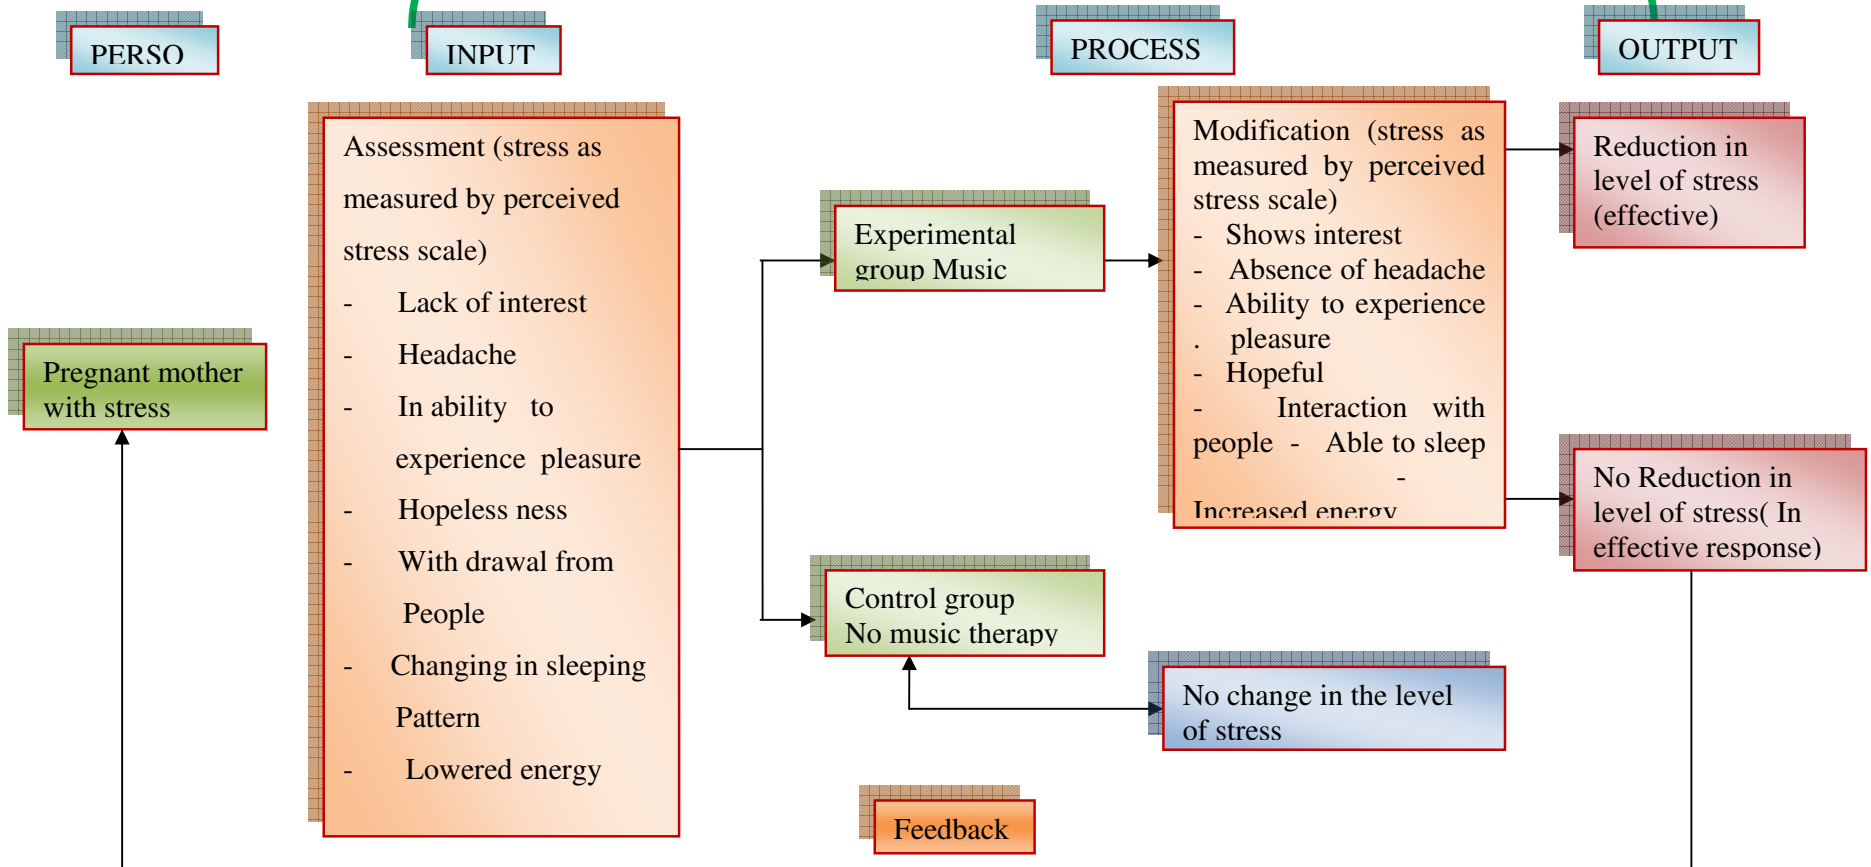 PERSO
INPUT
PROCESS
OUTPUT
Pregnant mother
with stress
Assessment (stress as
measured by perceived
stress scale)
- Lack of interest
- Headache
- In ability to
experience pleasure
- Hopeless ness
- With drawal from
People
- Changing in sleeping
Pattern
- Lowered energy
Experimental
group Music
Control group
No music therapy
Modification (stress as
measured by perceived
stress scale)
- Shows interest
- Absence of headache
- Ability to experience
. pleasure
- Hopeful
- Interaction with
people - Able to sleep
-
Increased energy
No change in the level
of stress
Reduction in
level of stress
(effective)
No Reduction in
level of stress( In
effective response)
Feedback